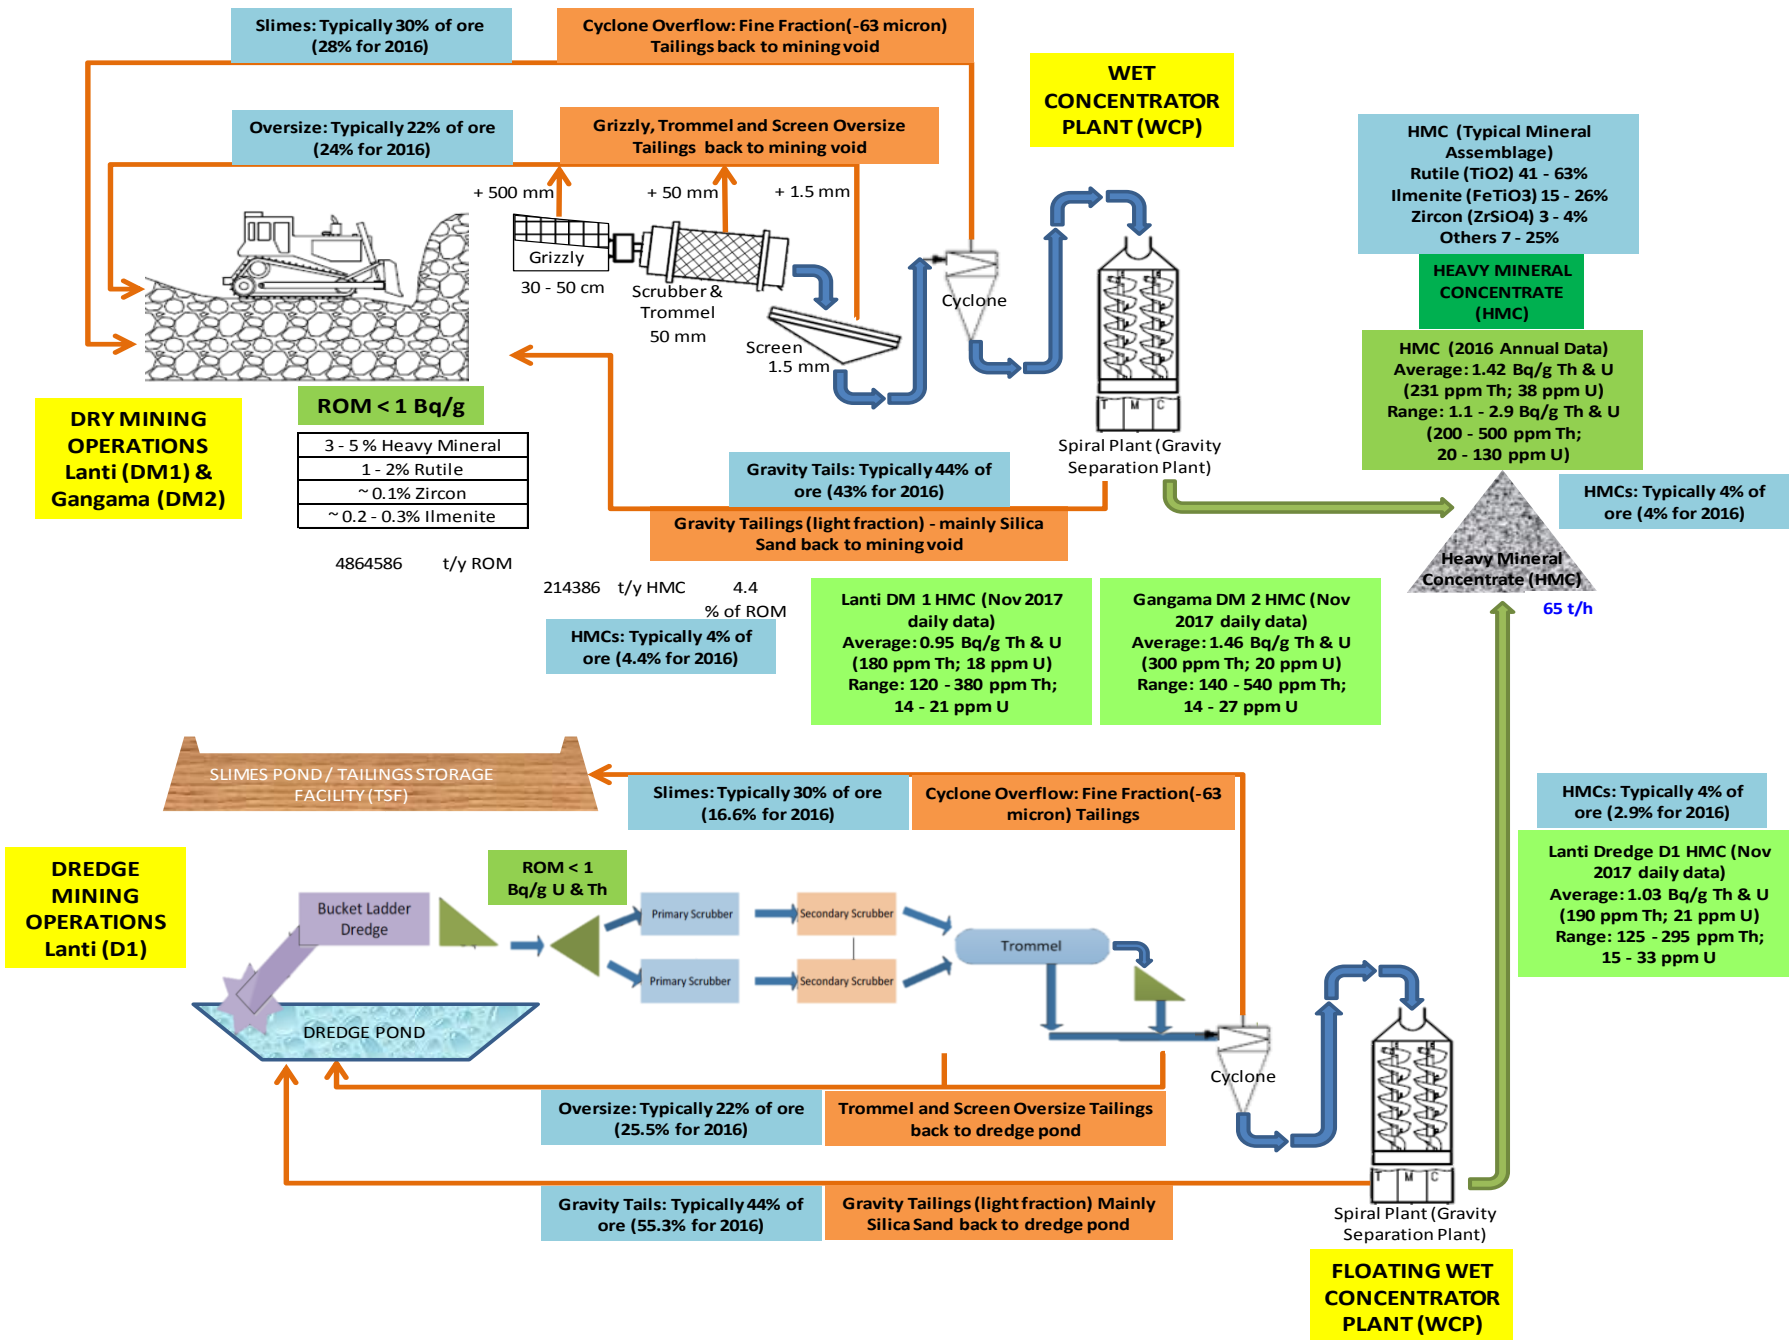 Slimes: Typically 30% of ore
(28% for 2016)
Cyclone Overflow: Fine Fraction(-63 micron)
Tailings back to mining void
WET
CONCENTRATOR
PLANT (WCP)
Oversize: Typically 22% of ore
(24% for 2016)
Grizzly, Trommel and Screen Oversize
Tailings back to mining void
HMC (Typical Mineral
Assemblage)
Rutile (TiO2) 41 - 63%
Ilmenite (FeTiO3) 15 - 26%
Zircon (ZrSiO4) 3 - 4%
Others 7 - 25%
+ 500 mm
+ 50 mm
+ 1.5 mm
Grizzly
30 - 50 cm
Scrubber &
Trommel
50 mm
Screen
1.5 mm
Cyclone
T M C
Spiral Plant (Gravity
Separation Plant)
HEAVY MINERAL
CONCENTRATE
(HMC)
HMC (2016 Annual Data)
Average: 1.42 Bq/g Th & U
(231 ppm Th; 38 ppm U)
Range: 1.1 - 2.9 Bq/g Th & U
(200 - 500 ppm Th;
20 - 130 ppm U)
DRY MINING
OPERATIONS
Lanti (DM1) &
Gangama (DM2)
ROM < 1 Bq/g
3 - 5 % Heavy Mineral
1 - 2% Rutile
~ 0.1% Zircon
~ 0.2 - 0.3% Ilmenite
Gravity Tails: Typically 44% of
ore (43% for 2016)
Gravity Tailings (light fraction) - mainly Silica
Sand back to mining void
HMCs: Typically 4% of
ore (4% for 2016)
Heavy Mineral
Concentrate (HMC)
65 t/h
4864586 t/y ROM
214386 t/y HMC 4.4
% of ROM
HMCs: Typically 4% of
ore (4.4% for 2016)
Lanti DM 1 HMC (Nov 2017
daily data)
Average: 0.95 Bq/g Th & U
(180 ppm Th; 18 ppm U)
Range: 120 - 380 ppm Th;
14 - 21 ppm U
Gangama DM 2 HMC (Nov
2017 daily data)
Average: 1.46 Bq/g Th & U
(300 ppm Th; 20 ppm U)
Range: 140 - 540 ppm Th;
14 - 27 ppm U
SLIMES POND / TAILINGS STORAGE
FACILITY (TSF)
Slimes: Typically 30% of ore
(16.6% for 2016)
Cyclone Overflow: Fine Fraction(-63
micron) Tailings
HMCs: Typically 4% of
ore (2.9% for 2016)
Lanti Dredge D1 HMC (Nov
2017 daily data)
Average: 1.03 Bq/g Th & U
(190 ppm Th; 21 ppm U)
Range: 125 - 295 ppm Th;
15 - 33 ppm U
DREDGE
MINING
OPERATIONS
Lanti (D1)
ROM < 1
Bq/g U & Th
Bucket Ladder
Dredge
Primary Scrubber
Secondary Scrubber
Primary Scrubber
Secondary Scrubber
Trommel
DREDGE POND
Cyclone
Oversize: Typically 22% of ore
(25.5% for 2016)
Trommel and Screen Oversize Tailings
back to dredge pond
Gravity Tails: Typically 44% of
ore (55.3% for 2016)
Gravity Tailings (light fraction) Mainly
Silica Sand back to dredge pond
T M C
Spiral Plant (Gravity
Separation Plant)
FLOATING WET
CONCENTRATOR
PLANT (WCP)